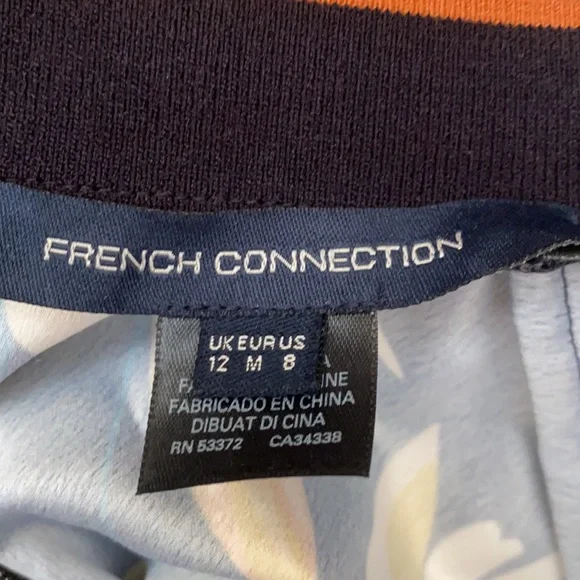 FRENCH CONNECTION
UK EUR US
12 M 8
FABRICADO EN CHINA
DIBUAT DI CINA
RN 53372 CA34338